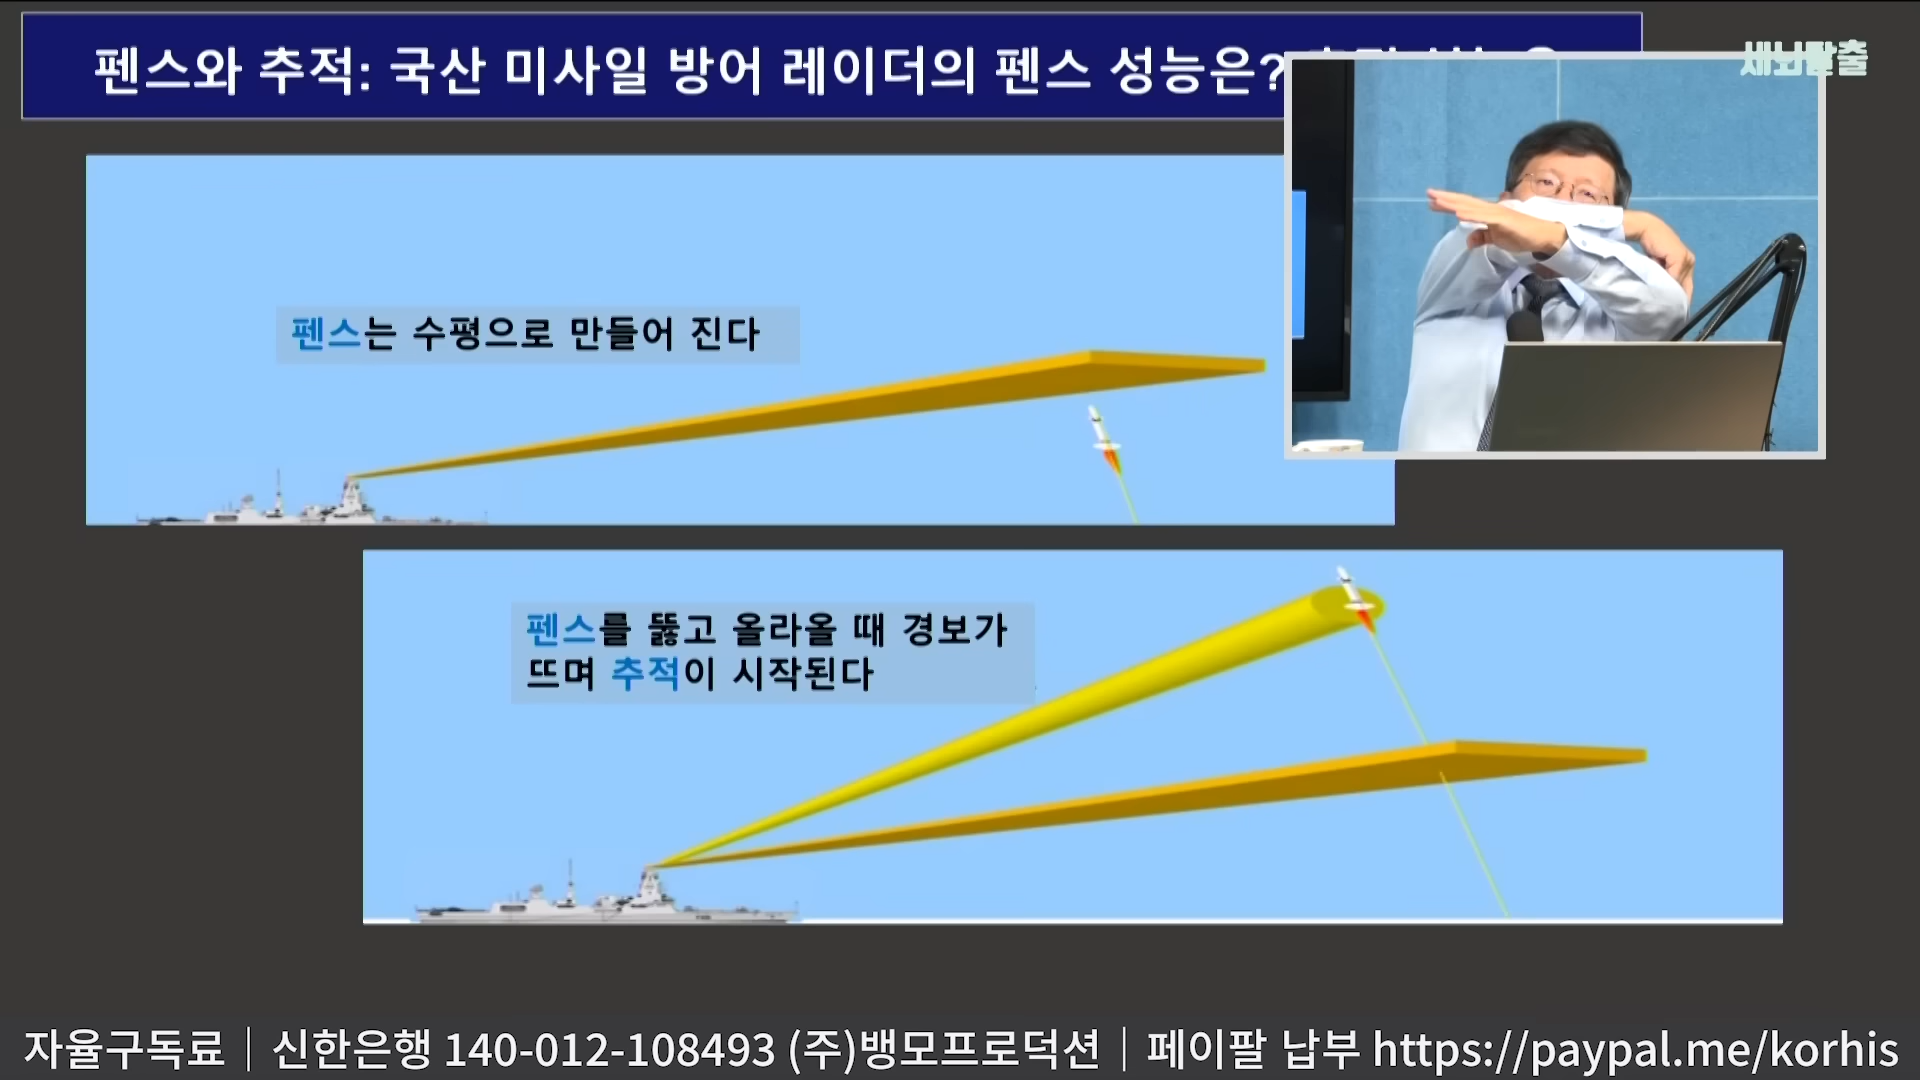 펜스와 추적: 국산 미사일 방어 레이더의 펜스 성능은?
세뇌탈출
펜스는 수평으로 만들어 진다
펜스를 뚫고 올라올 때 경보가
뜨며 추적이 시작된다
자율구독료│신한은행 140-012-108493 (주)뱅모프로덕션│페이팔 납부 https://paypal.me/korhis